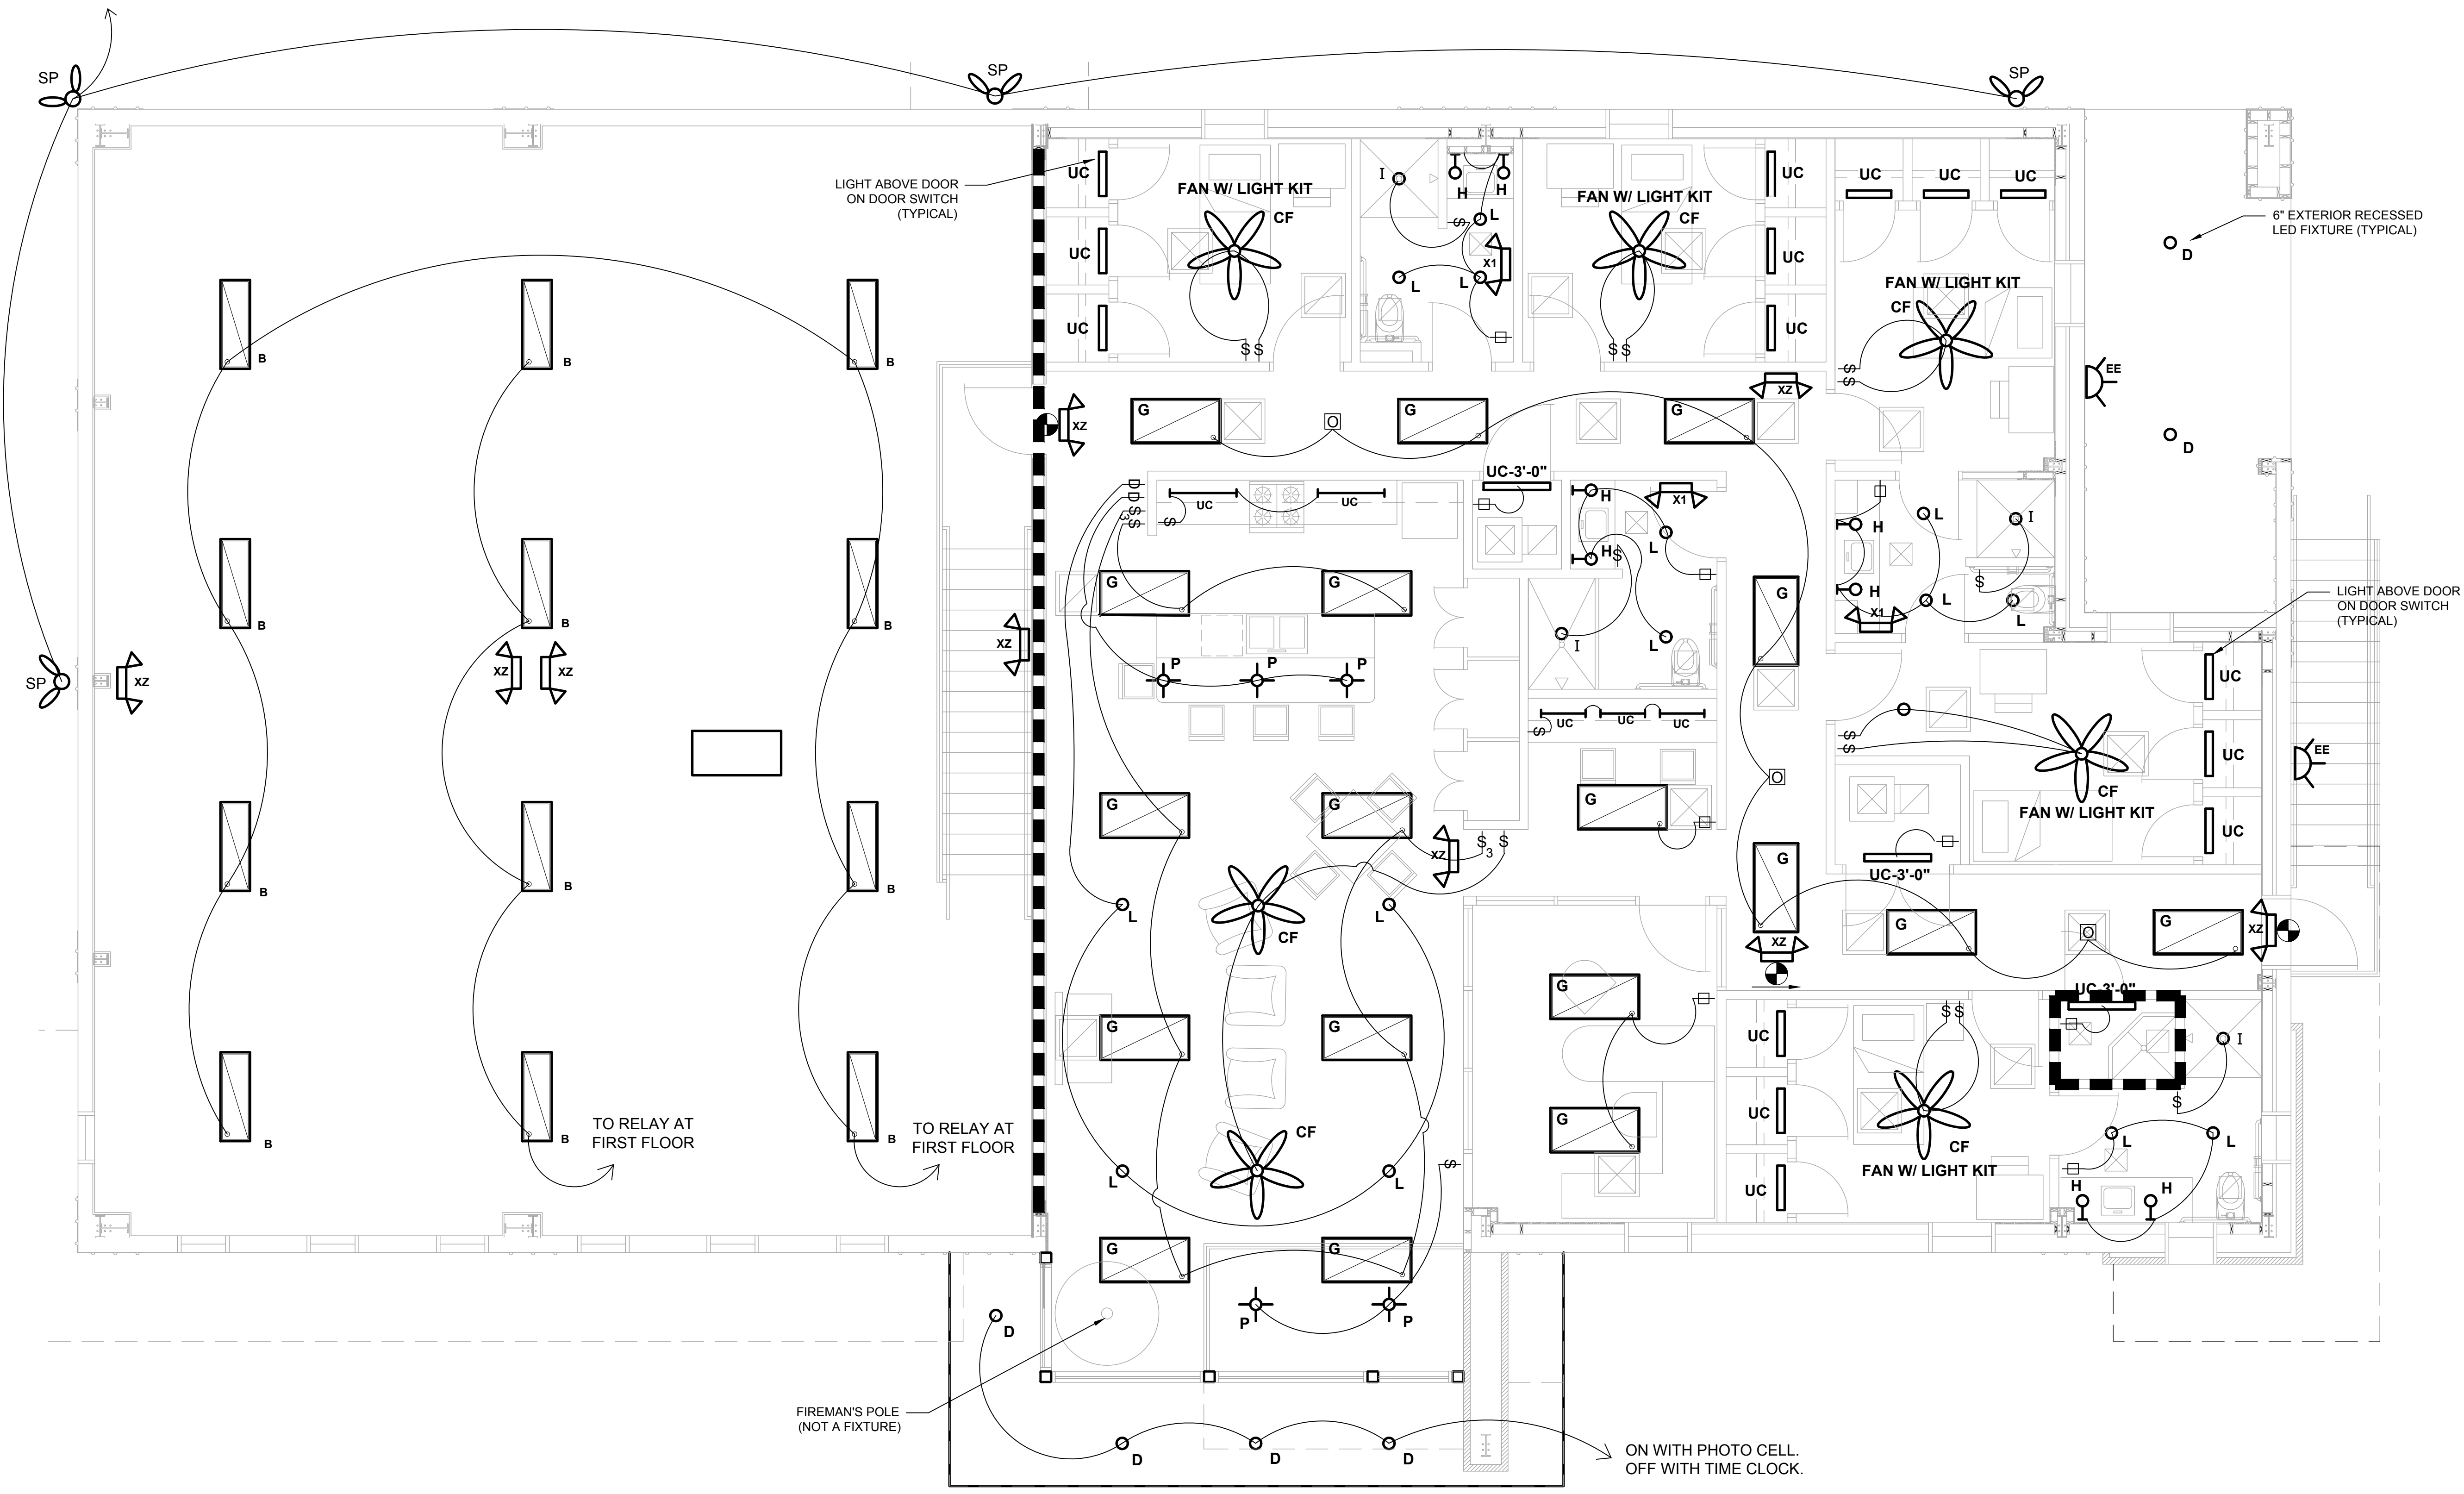 SP
SP
SP
LIGHT ABOVE DOOR
ON DOOR SWITCH
(TYPICAL)
UC
UC
UC
FAN W/ LIGHT KIT
CF
$$
I
H
H
L
$
X1
L
L
FAN W/ LIGHT KIT
CF
$$
UC
UC
UC
UC
UC
UC
FAN W/ LIGHT KIT
CF
$
$
6" EXTERIOR RECESSED
LED FIXTURE (TYPICAL)
D
EE
D
B
B
B
XZ
G
O
G
G
XZ
D
D
$
3
$
UC
UC
$
UC-3'-0"
H
X1
L
H
$
I
L
H
L
I
H
$
X1
L
L
LIGHT ABOVE DOOR
ON DOOR SWITCH
(TYPICAL)
B
B
B
G
G
G
SP
XZ
XZ
XZ
XZ
P
P
P
UC
UC
UC
$
O
$
$
UC
UC
UC
CF
FAN W/ LIGHT KIT
EE
G
G
G
$
3
$
XZ
G
UC-3'-0"
B
B
B
L
CF
L
XZ
G
O
G
XZ
G
G
G
UC-3'-0"
UC
UC
UC
$$
CF
FAN W/ LIGHT KIT
I
$
L
L
H
H
B
B
B
TO RELAY AT
FIRST FLOOR
TO RELAY AT
FIRST FLOOR
G
CF
L
L
$
G
G
P
P
D
FIREMAN'S POLE
(NOT A FIXTURE)
D
D
D
ON WITH PHOTO CELL.
OFF WITH TIME CLOCK.